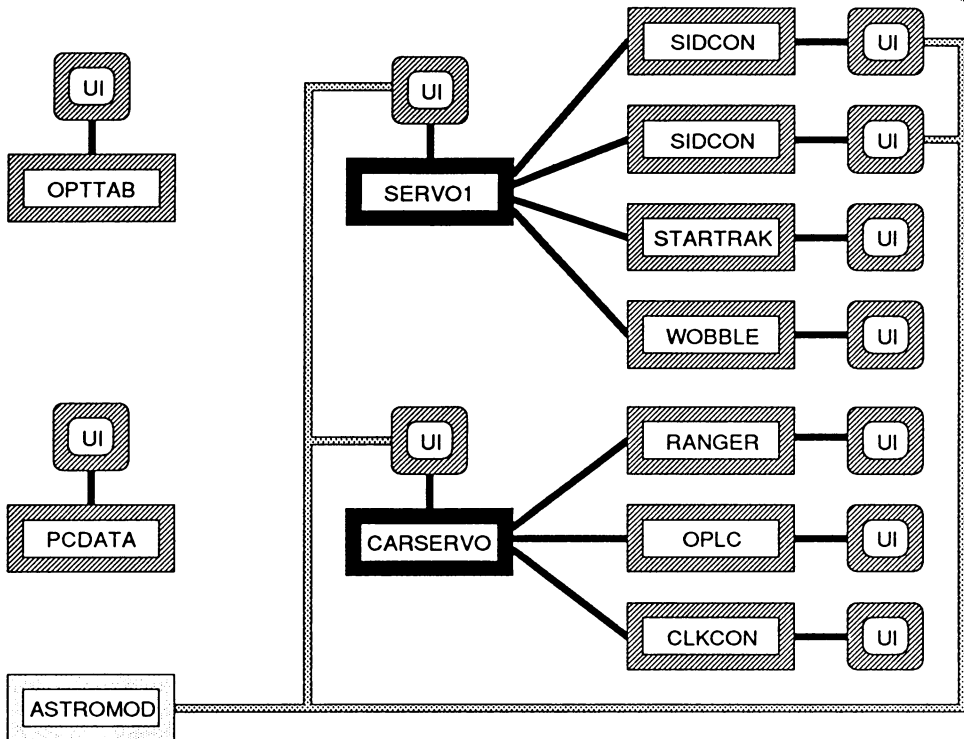 UI
OPTTAB
UI
SERVO1
SIDCON
UI
SIDCON
UI
STARTRAK
UI
WOBBLE
UI
UI
PCDATA
UI
CARSERVO
RANGER
UI
OPLC
UI
CLKCON
UI
ASTROMOD